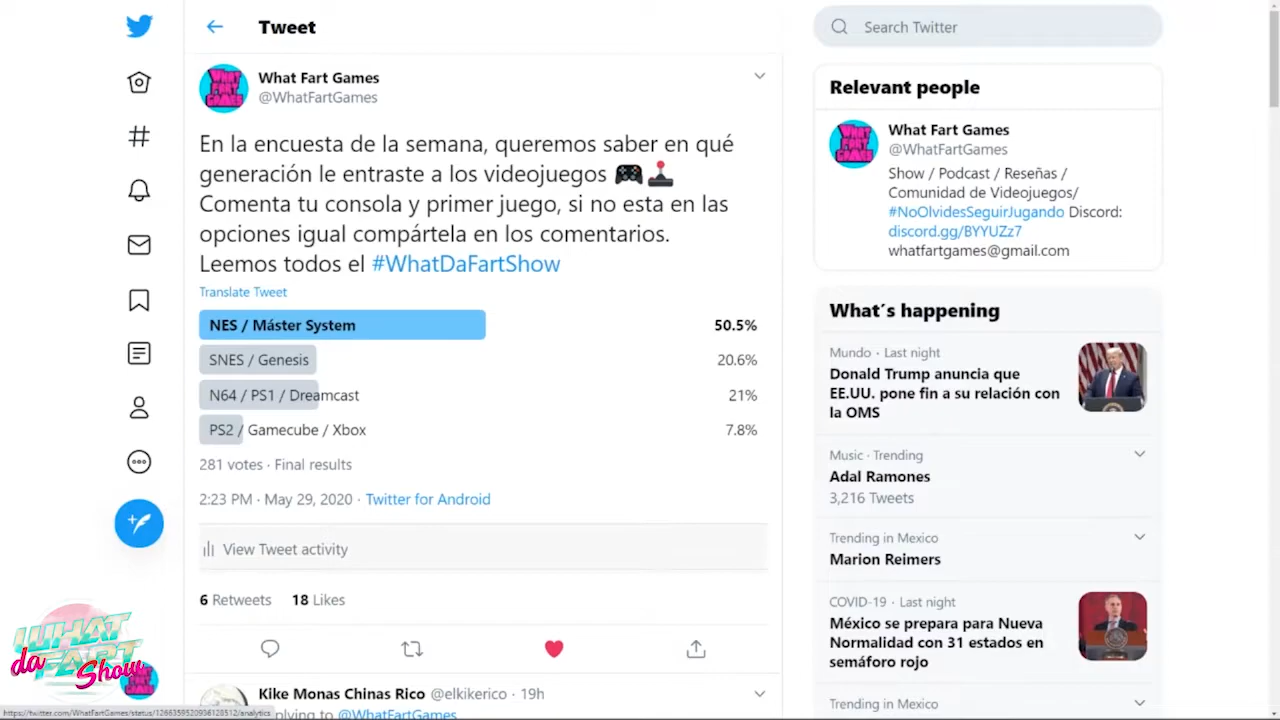 Tweet
What Fart Games
@WhatFartGames
En la encuesta de la semana, queremos saber en qué
generación le entraste a los videojuegos 🎮🕹️
Comenta tu consola y primer juego, si no esta en las
opciones igual compártela en los comentarios.
Leemos todos el #WhatDaFartShow
Translate Tweet
NES / Máster System 50.5%
SNES / Genesis 20.6%
N64 / PS1 / Dreamcast 21%
PS2 / Gamecube / Xbox 7.8%
281 votes · Final results
2:23 PM · May 29, 2020 · Twitter for Android
View Tweet activity
6 Retweets 18 Likes
Kike Monas Chinas Rico @elkikerico · 19h
plying to @WhatFartGames
Search Twitter
Relevant people
What Fart Games
@WhatFartGames
Show / Podcast / Reseñas /
Comunidad de Videojuegos/
#NoOlvidesSeguirJugando Discord:
discord.gg/BYYUZz7
whatfartgames@gmail.com
What's happening
Mundo · Last night
Donald Trump anuncia que
EE.UU. pone fin a su relación con
la OMS
Music · Trending
Adal Ramones
3,216 Tweets
Trending in Mexico
Marion Reimers
COVID-19 · Last night
México se prepara para Nueva
Normalidad con 31 estados en
semáforo rojo
Trending in Mexico
WHAT
da FART
Show
WHAT
FART
GAMES